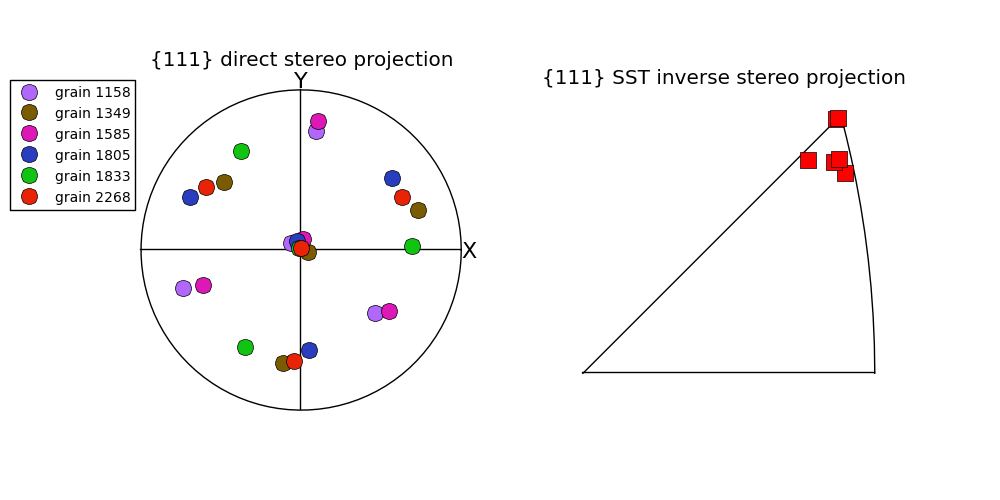 {111} direct stereo projection
Y
X
grain 1158
grain 1349
grain 1585
grain 1805
grain 1833
grain 2268
{111} SST inverse stereo projection